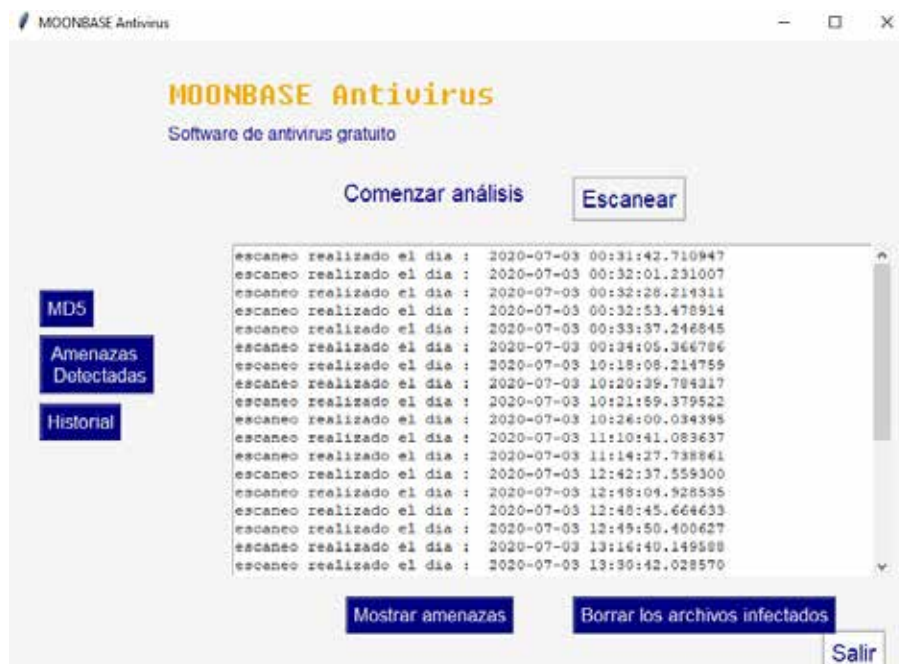 MOONBASE Antivirus
MOONBASE Antivirus
Software de antivirus gratuito
Comenzar análisis
Escanear
escaneo realizado el dia : 2020-07-03 00:31:42.710947
escaneo realizado el dia : 2020-07-03 00:32:01.231007
escaneo realizado el dia : 2020-07-03 00:32:28.214311
escaneo realizado el dia : 2020-07-03 00:32:53.478914
escaneo realizado el dia : 2020-07-03 00:33:37.246845
escaneo realizado el dia : 2020-07-03 00:34:05.366786
escaneo realizado el dia : 2020-07-03 10:18:08.214759
escaneo realizado el dia : 2020-07-03 10:20:39.784317
escaneo realizado el dia : 2020-07-03 10:21:59.379522
escaneo realizado el dia : 2020-07-03 10:26:00.034395
escaneo realizado el dia : 2020-07-03 11:10:41.083637
escaneo realizado el dia : 2020-07-03 11:14:27.738861
escaneo realizado el dia : 2020-07-03 12:42:37.559300
escaneo realizado el dia : 2020-07-03 12:48:04.928535
escaneo realizado el dia : 2020-07-03 12:48:45.664633
escaneo realizado el dia : 2020-07-03 12:49:50.400627
escaneo realizado el dia : 2020-07-03 13:16:40.149588
escaneo realizado el dia : 2020-07-03 13:30:42.028570
MD5
Amenazas
Detectadas
Historial
Mostrar amenazas
Borrar los archivos infectados
Salir